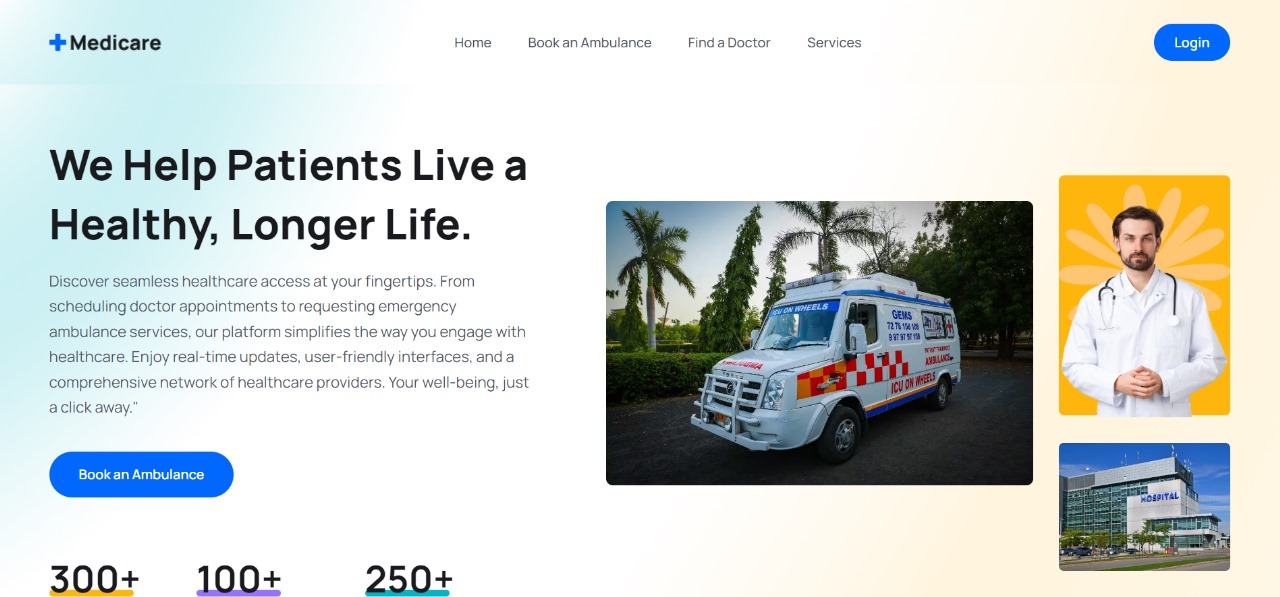 Medicare
Home
Book an Ambulance
Find a Doctor
Services
Login
We Help Patients Live a
Healthy, Longer Life.
Discover seamless healthcare access at your fingertips. From
scheduling doctor appointments to requesting emergency
ambulance services, our platform simplifies the way you engage with
healthcare. Enjoy real-time updates, user-friendly interfaces, and a
comprehensive network of healthcare providers. Your well-being, just
a click away."
Book an Ambulance
300+
100+
250+
ICU ON WHEELS
GEMS
AMBULANCE
ICU ON WHEELS
HOSPITAL